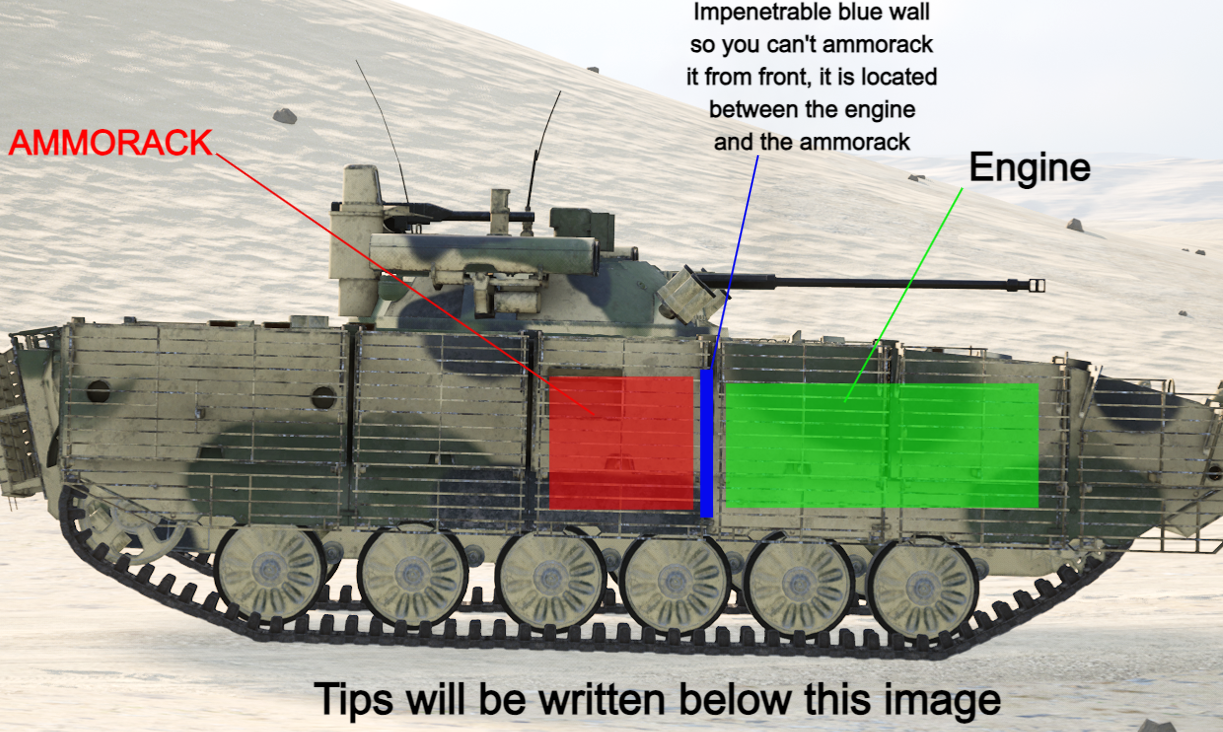 Impenetrable blue wall
so you can't ammorack
it from front, it is located
between the engine
and the ammorack
AMMORACK
Engine
Tips will be written below this image